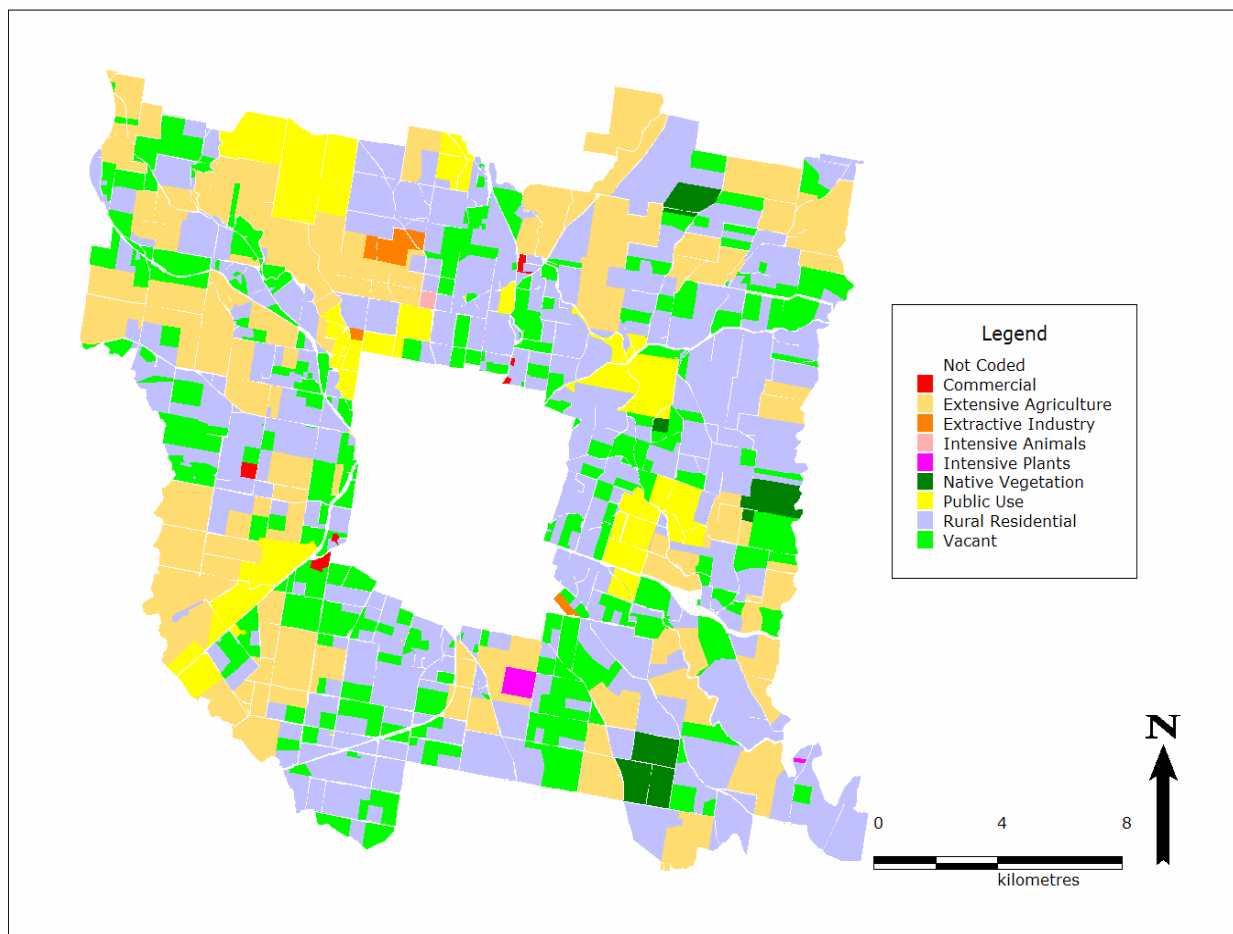 Legend
Not Coded
Commercial
Extensive Agriculture
Extractive Industry
Intensive Animals
Intensive Plants
Native Vegetation
Public Use
Rural Residential
Vacant
N
0 4 8
kilometres